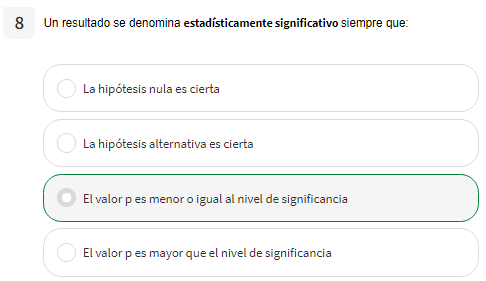 8 Un resultado se denomina estadísticamente significativo siempre que:
La hipótesis nula es cierta
La hipótesis alternativa es cierta
El valor p es menor o igual al nivel de significancia
El valor p es mayor que el nivel de significancia